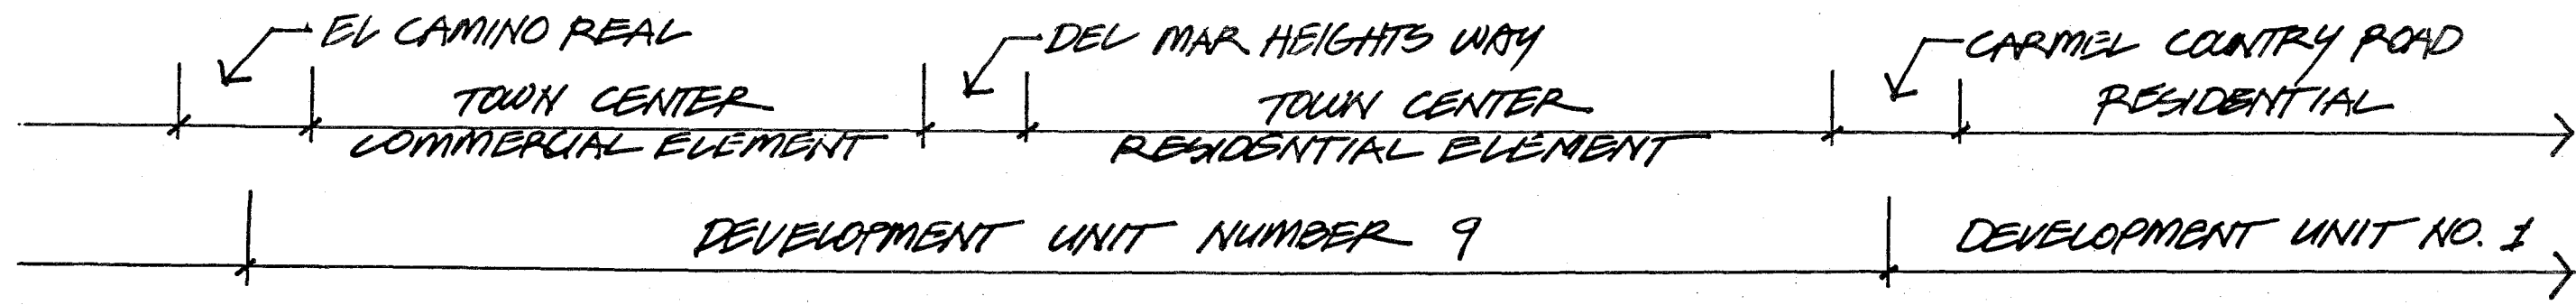 EL CAMINO REAL
DEL MAR HEIGHTS WAY
CARMEL COUNTRY ROAD
TOWN CENTER
COMMERCIAL ELEMENT
TOWN CENTER
RESIDENTIAL ELEMENT
RESIDENTIAL
DEVELOPMENT UNIT NUMBER 9
DEVELOPMENT UNIT NO. 1